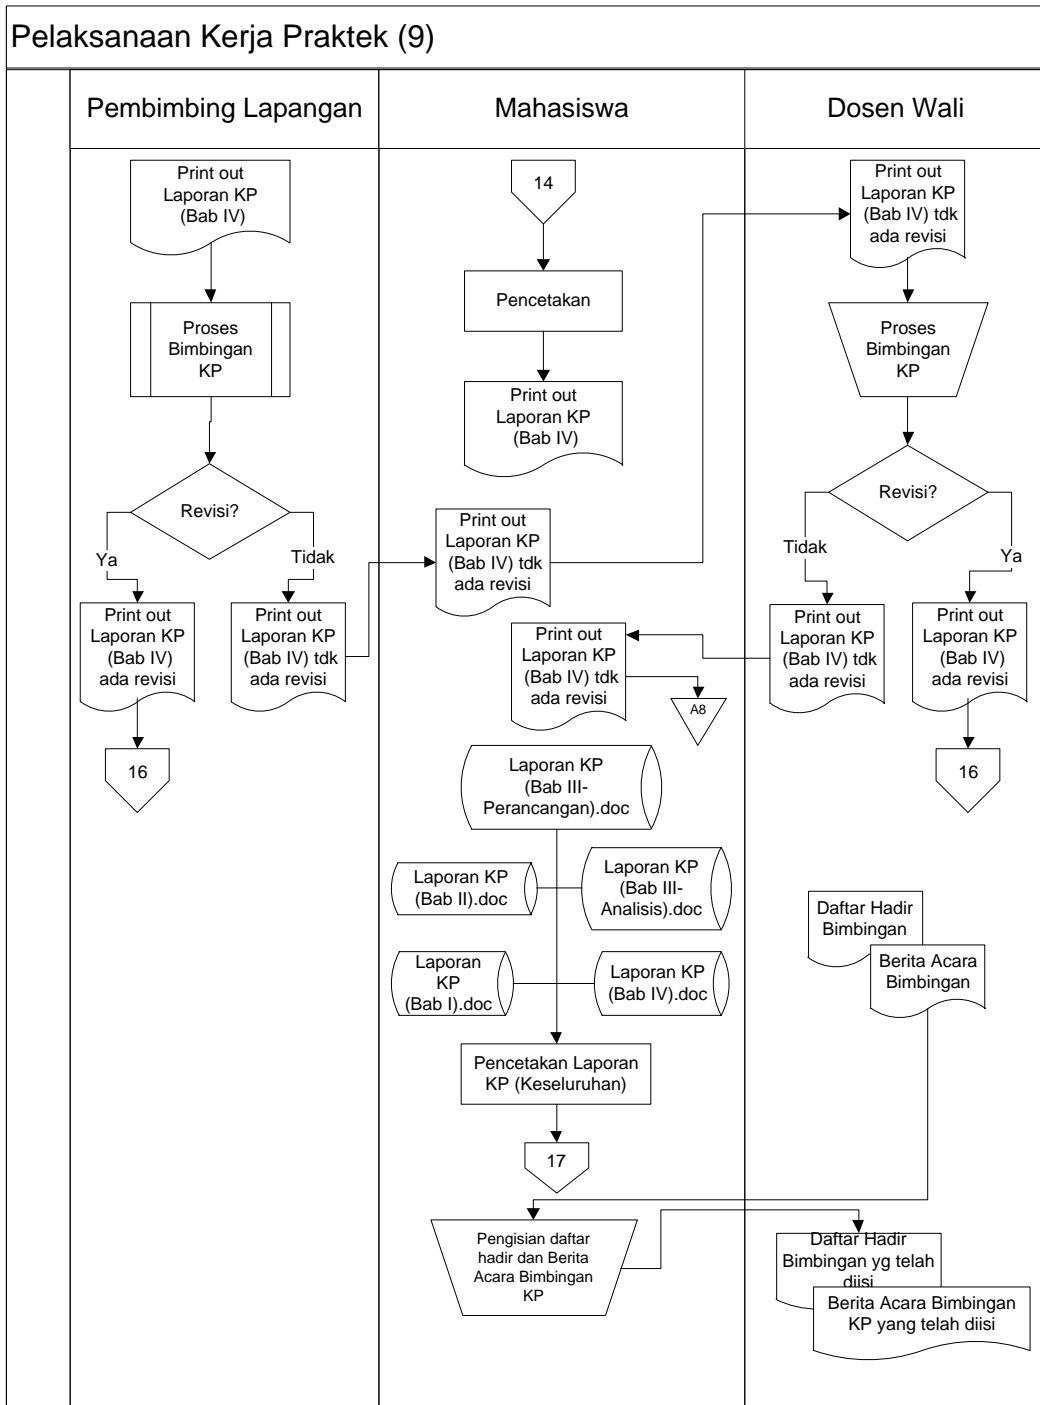 Pelaksanaan Kerja Praktek (9)
Pembimbing Lapangan
Mahasiswa
Dosen Wali
Print out
Laporan KP
(Bab IV)
Proses
Bimbingan
KP
Revisi?
Ya
Tidak
Print out
Laporan KP
(Bab IV)
ada revisi
Print out
Laporan KP
(Bab IV) tdk
ada revisi
16
14
Pencetakan
Print out
Laporan KP
(Bab IV)
Print out
Laporan KP
(Bab IV) tdk
ada revisi
Print out
Laporan KP
(Bab IV) tdk
ada revisi
A8
Laporan KP
(Bab III-
Perancangan).doc
Laporan KP
(Bab II).doc
Laporan KP
(Bab III-
Analisis).doc
Laporan
KP
(Bab I).doc
Laporan KP
(Bab IV).doc
Pencetakan Laporan
KP (Keseluruhan)
17
Pengisian daftar
hadir dan Berita
Acara Bimbingan
KP
Print out
Laporan KP
(Bab IV) tdk
ada revisi
Proses
Bimbingan
KP
Revisi?
Tidak
Ya
Print out
Laporan KP
(Bab IV) tdk
ada revisi
Print out
Laporan KP
(Bab IV)
ada revisi
16
Daftar Hadir
Bimbingan
Berita Acara
Bimbingan
Daftar Hadir
Bimbingan yg telah
diisi
Berita Acara Bimbingan
KP yang telah diisi